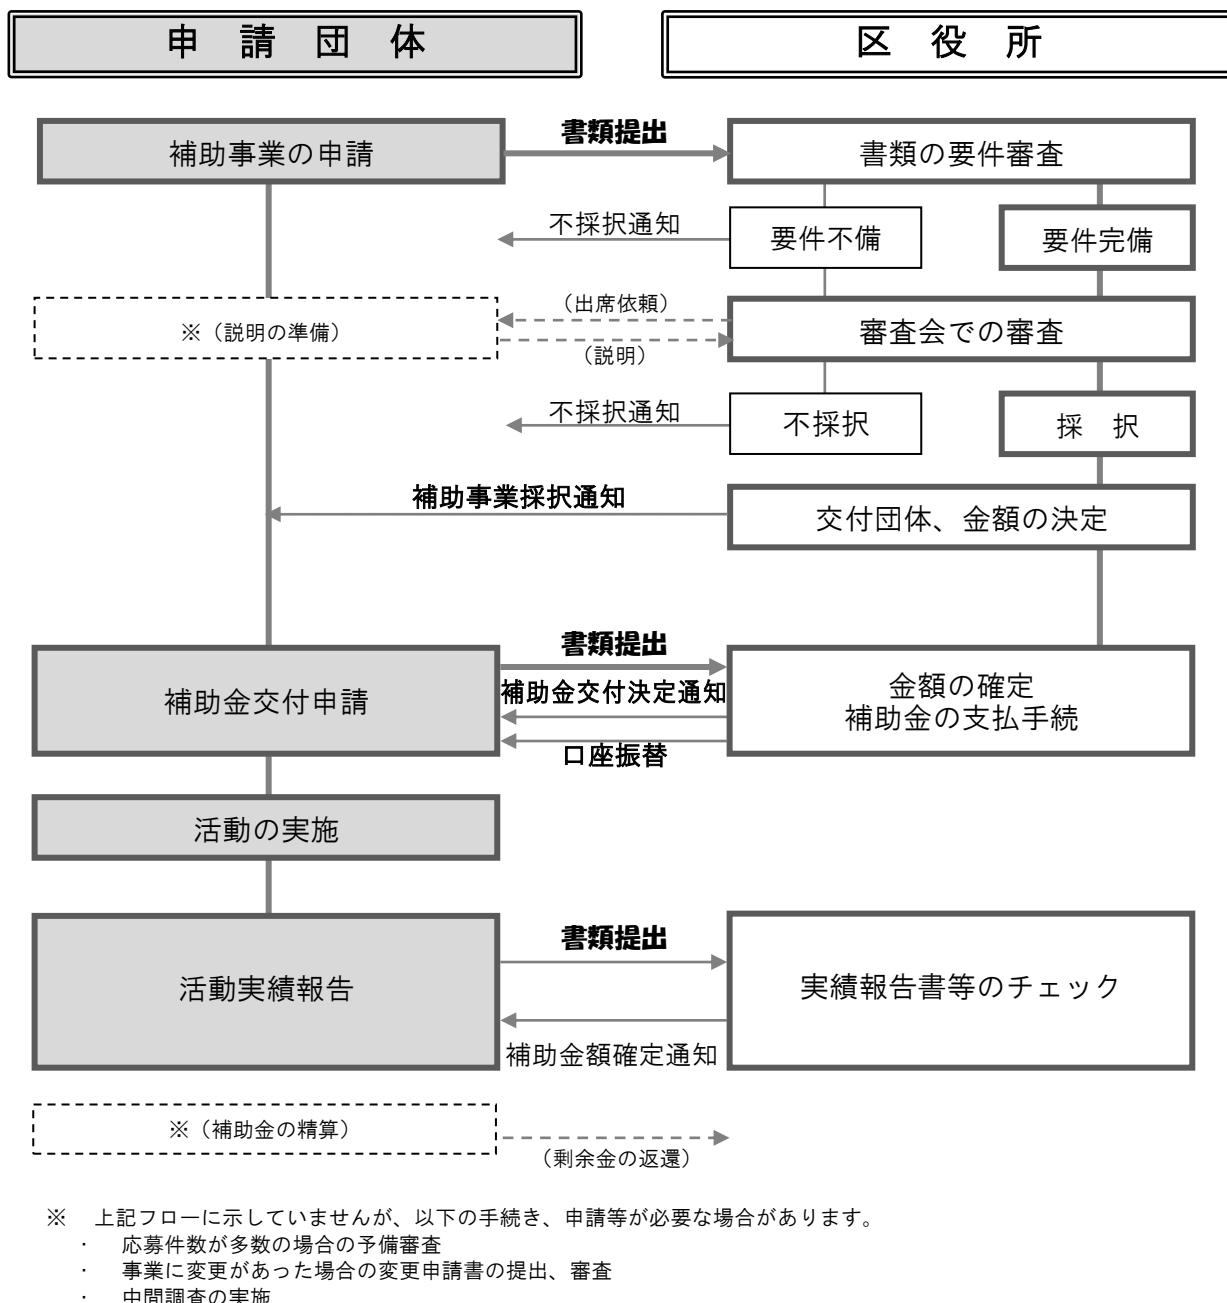 申　請　団　体
区　役　所
補助事業の申請
書類提出
書類の要件審査
不採択通知
要件不備
要件完備
※（説明の準備）
（出席依頼）
（説明）
審査会での審査
不採択通知
不採択
採　択
補助事業採択通知
交付団体、金額の決定
補助金交付申請
書類提出
補助金交付決定通知
口座振替
金額の確定
補助金の支払手続
活動の実施
活動実績報告
書類提出
補助金額確定通知
実績報告書等のチェック
※（補助金の精算）
（剰余金の返還）
※　上記フローに示していませんが、以下の手続き、申請等が必要な場合があります。
・　応募件数が多数の場合の予備審査
・　事業に変更があった場合の変更申請書の提出、審査
・　中間調査の実施